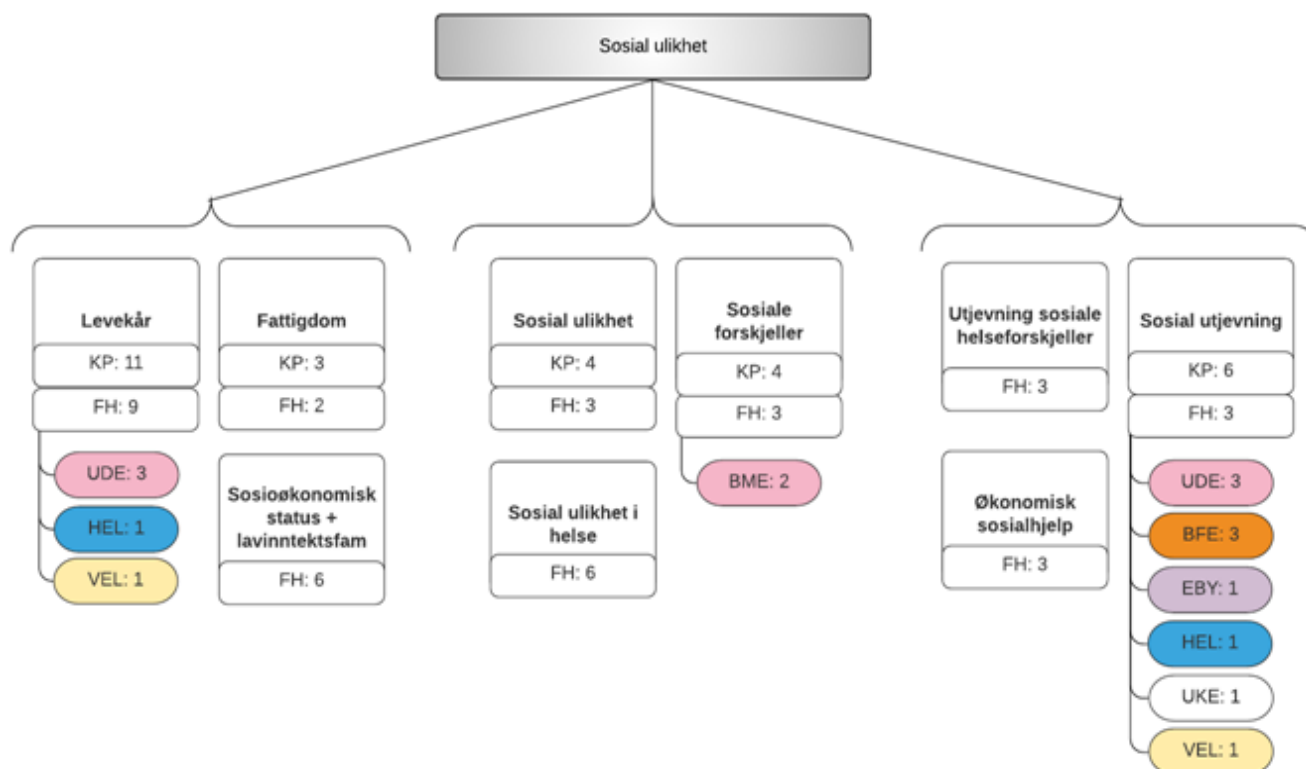 Sosial ulikhet
Levekår
KP: 11
FH: 9
UDE: 3
HEL: 1
VEL: 1
Fattigdom
KP: 3
FH: 2
Sosioøkonomisk
status +
lavinntektsfam
FH: 6
Sosial ulikhet
KP: 4
FH: 3
Sosial ulikhet i
helse
FH: 6
Sosiale
forskjeller
KP: 4
FH: 3
BME: 2
Utjevning sosiale
helseforskjeller
FH: 3
Økonomisk
sosialhjelp
FH: 3
Sosial utjevning
KP: 6
FH: 3
UDE: 3
BFE: 3
EBY: 1
HEL: 1
UKE: 1
VEL: 1